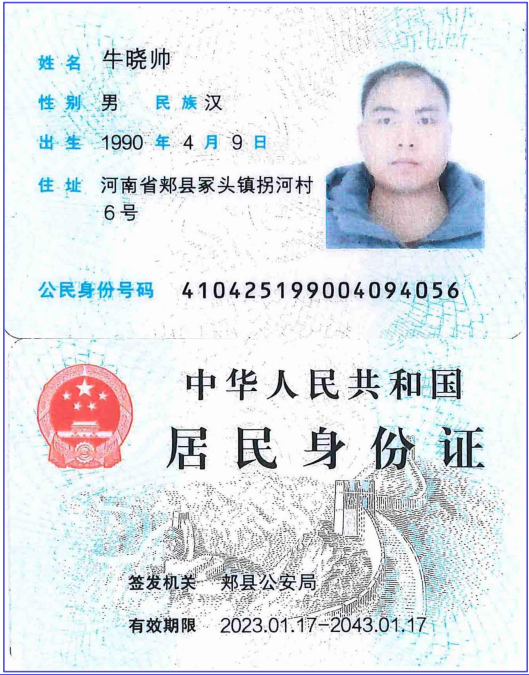 姓名 牛晓帅
性别 男 民族 汉
出生 1990 年 4 月 9 日
住址 河南省郏县冢头镇拐河村
6号
公民身份号码 410425199004094056
中华人民共和国
居民身份证
签发机关 郏县公安局
有效期限 2023.01.17-2043.01.17